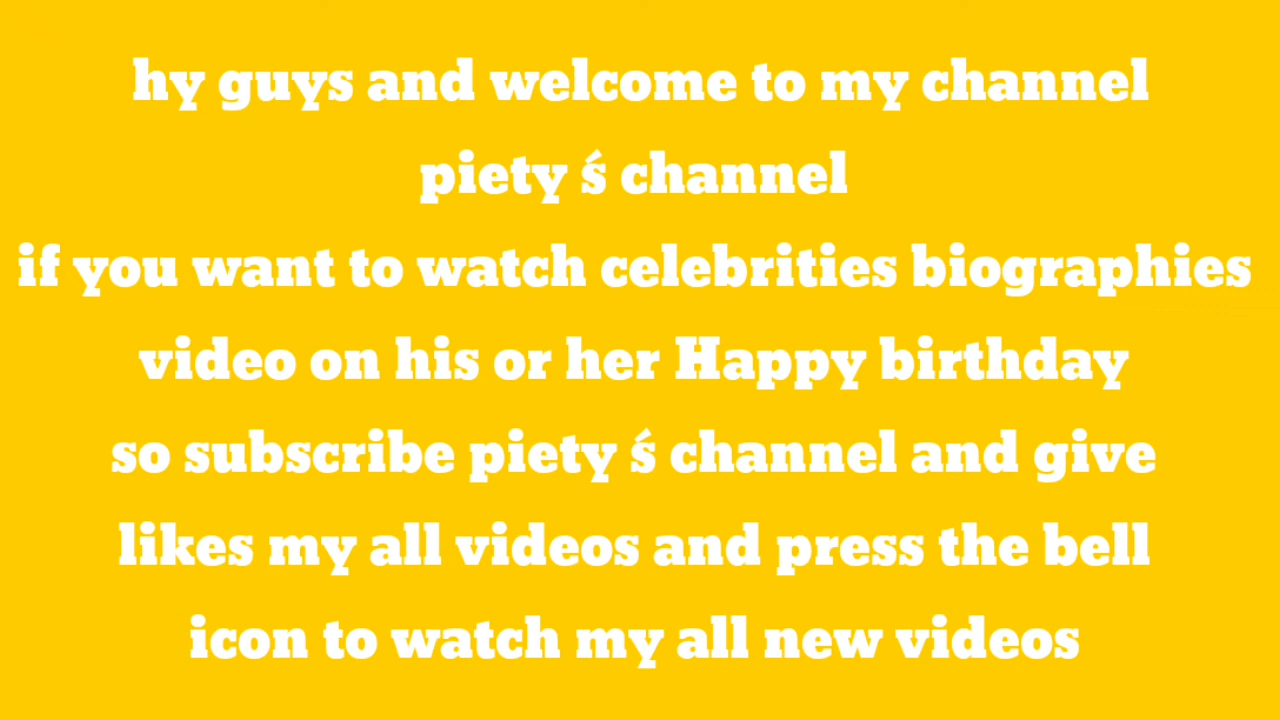 hy guys and welcome to my channel
piety ś channel
if you want to watch celebrities biographies
video on his or her Happy birthday
so subscribe piety ś channel and give
likes my all videos and press the bell
icon to watch my all new videos